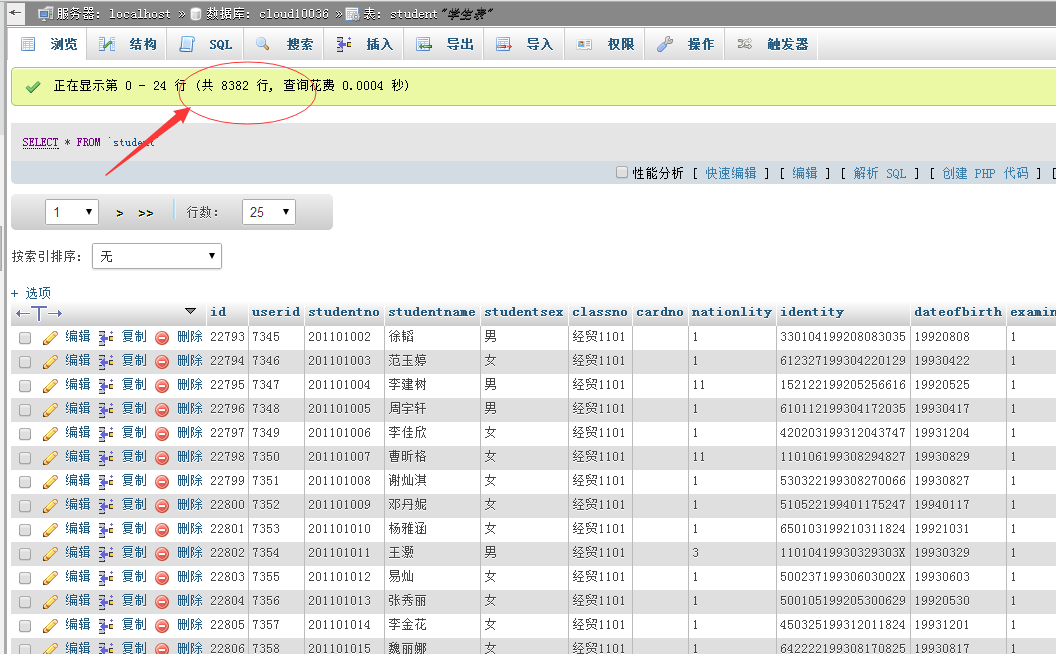 服务器: localhost » 数据库: cloud10036 » 表: student "学生表"
浏览 结构 SQL 搜索 插入 导出 导入 权限 操作 触发器
正在显示第 0 - 24 行 (共 8382 行, 查询花费 0.0004 秒)
SELECT * FROM `student`
性能分析 [ 快速编辑 ] [ 编辑 ] [ 解析 SQL ] [ 创建 PHP 代码 ] [
1 > >> 行数: 25
按索引排序: 无
+ 选项
←T→ id userid studentno studentname studentsex classno cardno nationlity identity dateofbirth examin
编辑 复制 删除 22793 7345 201101002 徐韬 男 经贸1101 1 330104199208083035 19920808 1
编辑 复制 删除 22794 7346 201101003 范玉婷 女 经贸1101 1 612327199304220129 19930422 1
编辑 复制 删除 22795 7347 201101004 李建树 男 经贸1101 11 152122199205256616 19920525 1
编辑 复制 删除 22796 7348 201101005 周宇轩 男 经贸1101 1 610112199304172035 19930417 1
编辑 复制 删除 22797 7349 201101006 李佳欣 女 经贸1101 1 420203199312043747 19931204 1
编辑 复制 删除 22798 7350 201101007 曹昕格 女 经贸1101 11 110106199308294827 19930829 1
编辑 复制 删除 22799 7351 201101008 谢灿淇 女 经贸1101 1 530322199308270066 19930827 1
编辑 复制 删除 22800 7352 201101009 邓丹妮 女 经贸1101 1 510522199401175247 19940117 1
编辑 复制 删除 22801 7353 201101010 杨雅涵 女 经贸1101 1 650103199210311824 19921031 1
编辑 复制 删除 22802 7354 201101011 王灏 男 经贸1101 3 11010419930329303X 19930329 1
编辑 复制 删除 22803 7355 201101012 易灿 女 经贸1101 1 50023719930603002X 19930603 1
编辑 复制 删除 22804 7356 201101013 张秀丽 女 经贸1101 1 500105199205300629 19920530 1
编辑 复制 删除 22805 7357 201101014 李金花 女 经贸1101 1 450325199312011824 19931201 1
编辑 复制 删除 22806 7358 201101015 魏丽娜 女 经贸1101 1 642222199308170825 19930817 1